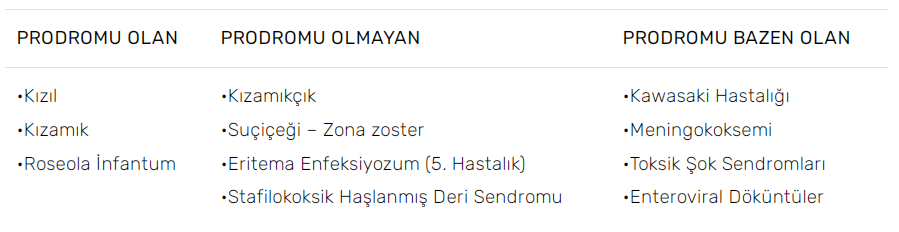 PRODROMU OLAN PRODROMU OLMAYAN PRODROMU BAZEN OLAN
•Kızıl •Kızamıkçık •Kawasaki Hastalığı
•Kızamık •Suçiçeği – Zona zoster •Meningokoksemi
•Roseola İnfantum •Eritema Enfeksiyozum (5. Hastalık) •Toksik Şok Sendromları
•Stafilokoksik Haşlanmış Deri Sendromu •Enteroviral Döküntüler